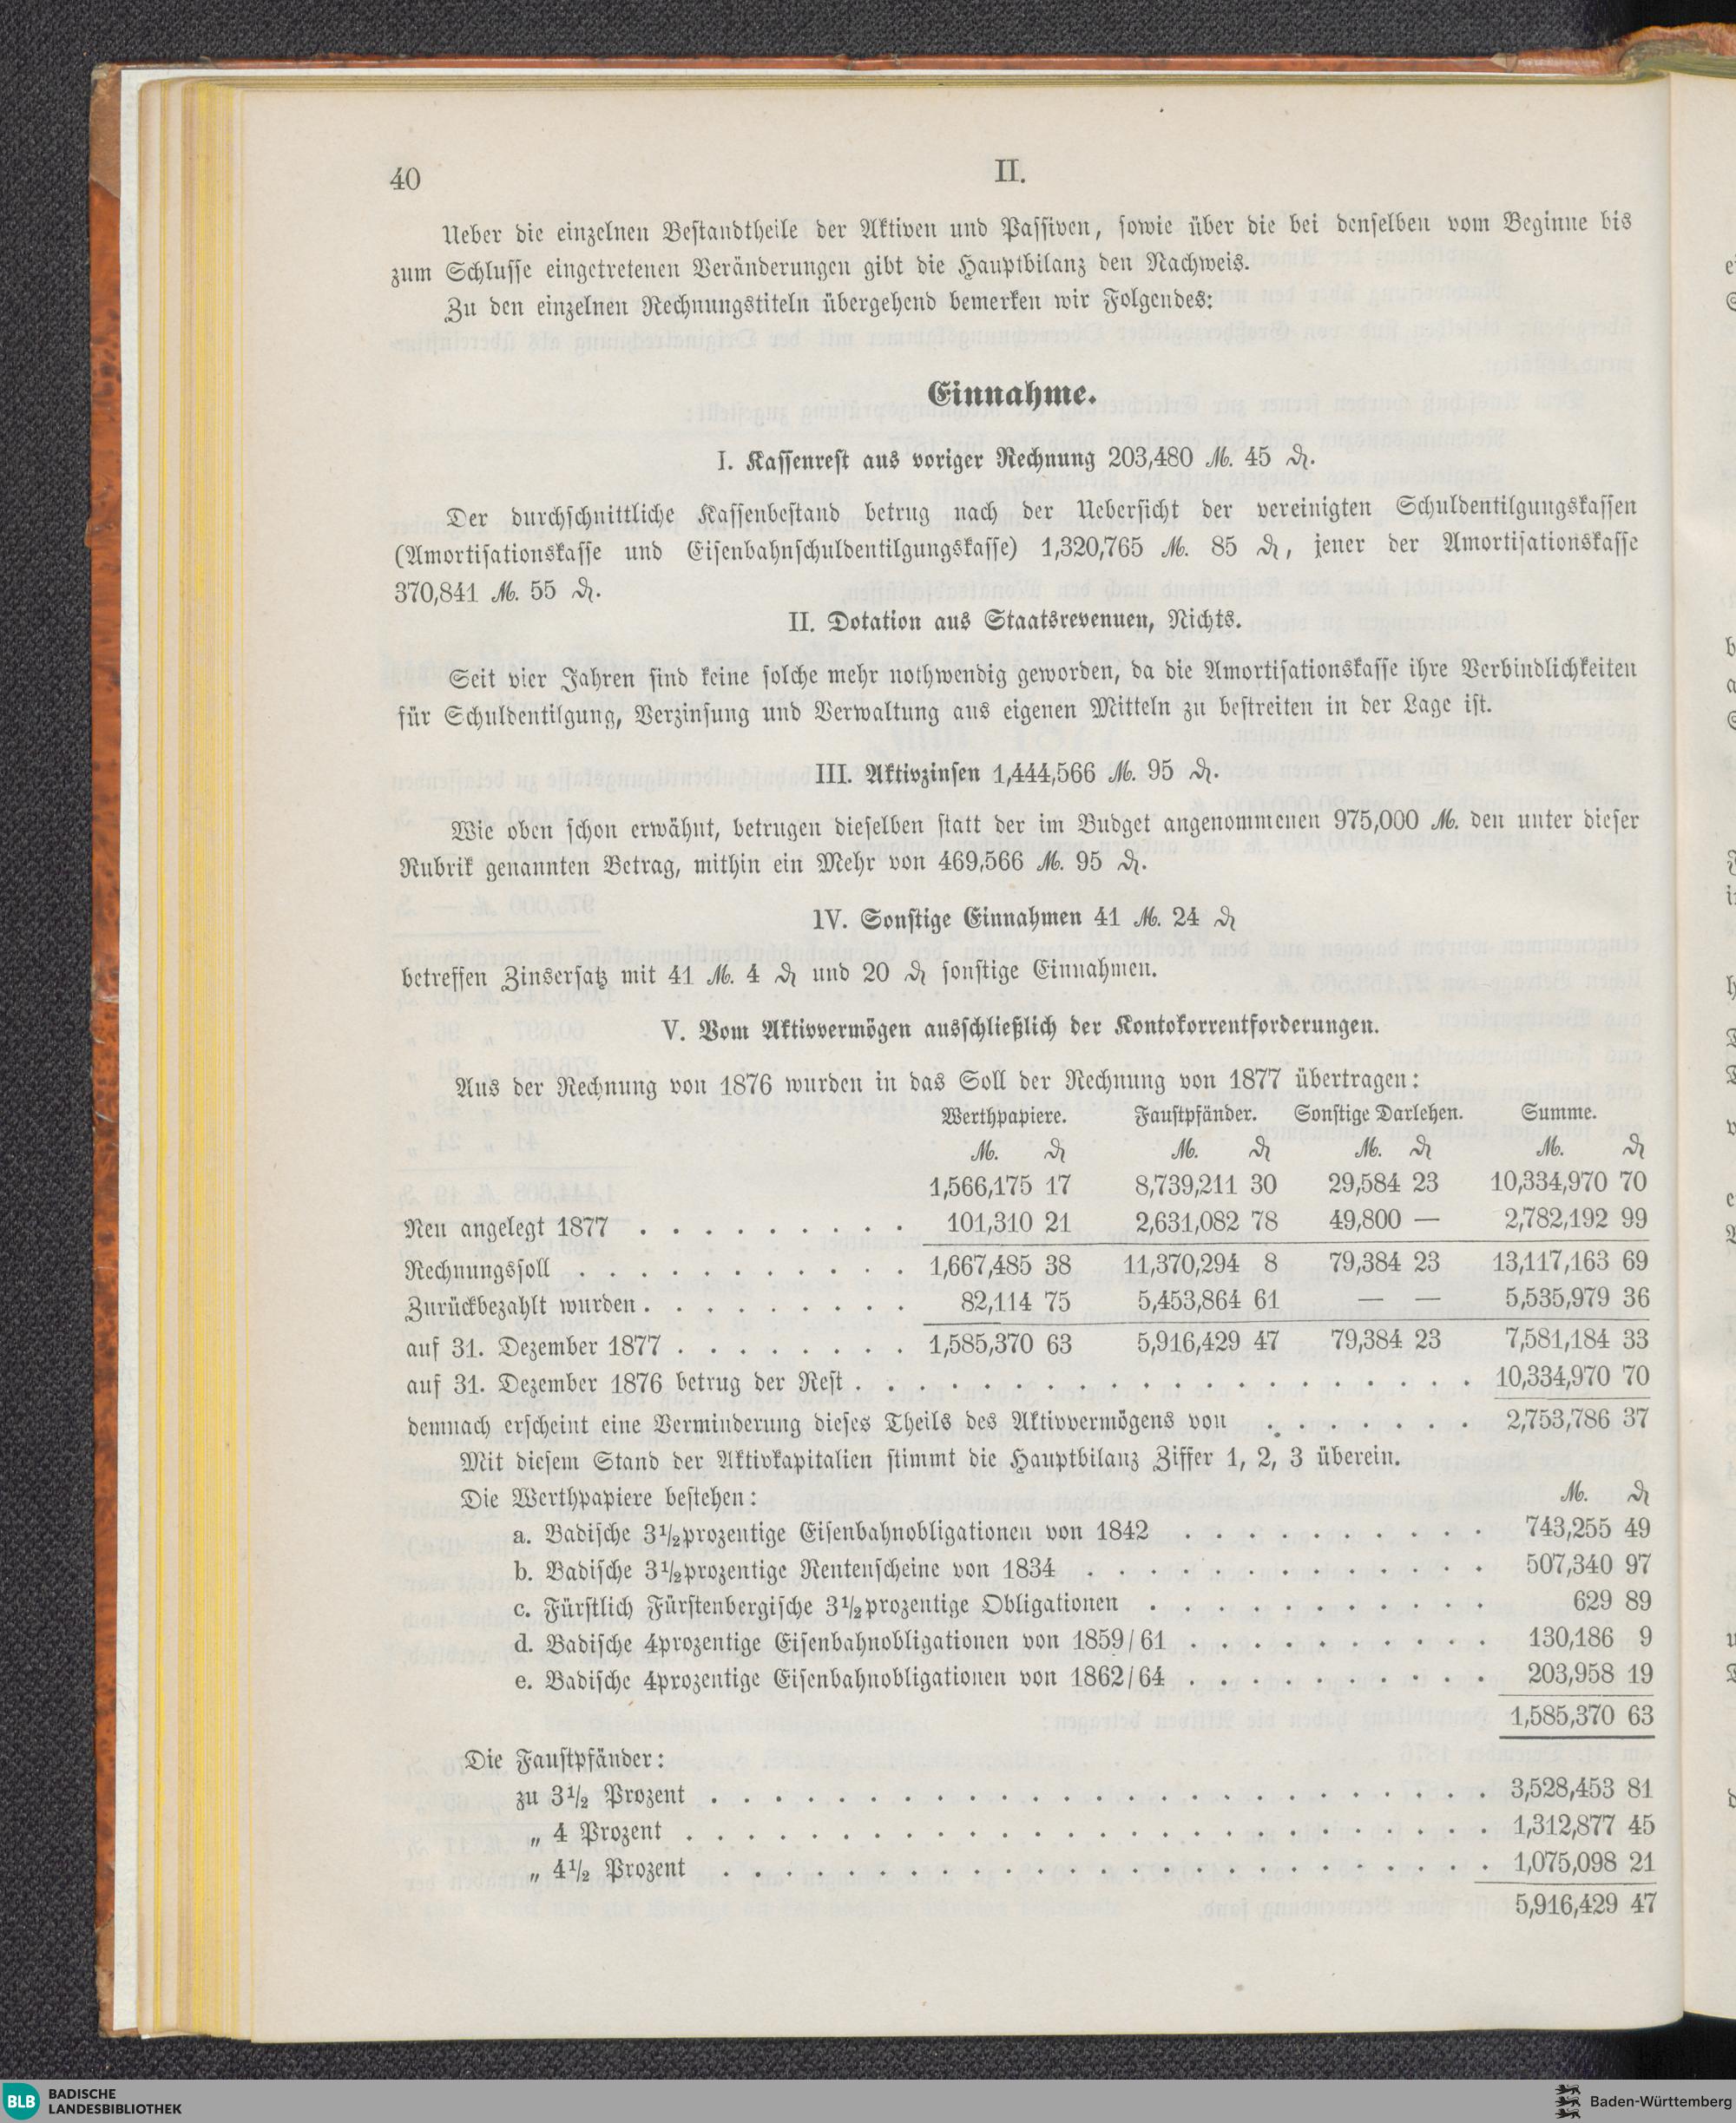 40
II.
Ueber die einzelnen Bestandtheile der Aktiven und Passiven, sowie über die bei denselben vom Beginne bis
zum Schlusse eingetretenen Veränderungen gibt die Hauptbilanz den Nachweis.
Zu den einzelnen Rechnungstiteln übergehend bemerken wir Folgendes:
Einnahme.
I. Kassenrest aus voriger Rechnung 203,480 ℳ. 45 ₰.
Der durchschnittliche Kassenbestand betrug nach der Uebersicht der vereinigten Schuldentilgungskassen
(Amortisationskasse und Eisenbahnschuldentilgungskasse) 1,320,765 ℳ. 85 ₰, jener der Amortisationskasse
370,841 ℳ. 55 ₰.
II. Dotation aus Staatsrevenuen, Nichts.
Seit vier Jahren sind keine solche mehr nothwendig geworden, da die Amortisationskasse ihre Verbindlichkeiten
für Schuldentilgung, Verzinsung und Verwaltung aus eigenen Mitteln zu bestreiten in der Lage ist.
III. Aktivzinsen 1,444,566 ℳ. 95 ₰.
Wie oben schon erwähnt, betrugen dieselben statt der im Budget angenommenen 975,000 ℳ. den unter dieser
Rubrik genannten Betrag, mithin ein Mehr von 469,566 ℳ. 95 ₰.
IV. Sonstige Einnahmen 41 ℳ. 24 ₰
betreffen Zinsersatz mit 41 ℳ. 4 ₰ und 20 ₰ sonstige Einnahmen.
V. Vom Aktivvermögen ausschließlich der Kontokorrentforderungen.
Aus der Rechnung von 1876 wurden in das Soll der Rechnung von 1877 übertragen:
Werthpapiere. Faustpfänder. Sonstige Darlehen. Summe.
ℳ. ₰ ℳ. ₰ ℳ. ₰ ℳ. ₰
1,566,175 17 8,739,211 30 29,584 23 10,334,970 70
Neu angelegt 1877 . . . . . . . . . 101,310 21 2,631,082 78 49,800 — 2,782,192 99
Rechnungssoll . . . . . . . . . . . 1,667,485 38 11,370,294 8 79,384 23 13,117,163 69
Zurückbezahlt wurden . . . . . . . . . 82,114 75 5,453,864 61 — — 5,535,979 36
auf 31. Dezember 1877 . . . . . . . . 1,585,370 63 5,916,429 47 79,384 23 7,581,184 33
auf 31. Dezember 1876 betrug der Rest . . . . . . . . . . . . . . . . . . . . 10,334,970 70
demnach erscheint eine Verminderung dieses Theils des Aktivvermögens von . . . . . . . 2,753,786 37
Mit diesem Stand der Aktivkapitalien stimmt die Hauptbilanz Ziffer 1, 2, 3 überein.
Die Werthpapiere bestehen: ℳ. ₰
a. Badische 3½prozentige Eisenbahnobligationen von 1842 . . . . . . . . . . 743,255 49
b. Badische 3½prozentige Rentenscheine von 1834 . . . . . . . . . . . . . 507,340 97
c. Fürstlich Fürstenbergische 3½prozentige Obligationen . . . . . . . . . . . 629 89
d. Badische 4prozentige Eisenbahnobligationen von 1859/61 . . . . . . . . . . 130,186 9
e. Badische 4prozentige Eisenbahnobligationen von 1862/64 . . . . . . . . . . 203,958 19
1,585,370 63
Die Faustpfänder:
zu 3½ Prozent . . . . . . . . . . . . . . . . . . . . . . . . . 3,528,453 81
„ 4 Prozent . . . . . . . . . . . . . . . . . . . . . . . . . . 1,312,877 45
„ 4½ Prozent . . . . . . . . . . . . . . . . . . . . . . . . . 1,075,098 21
5,916,429 47
BLB BADISCHE
LANDESBIBLIOTHEK
Baden-Württemberg